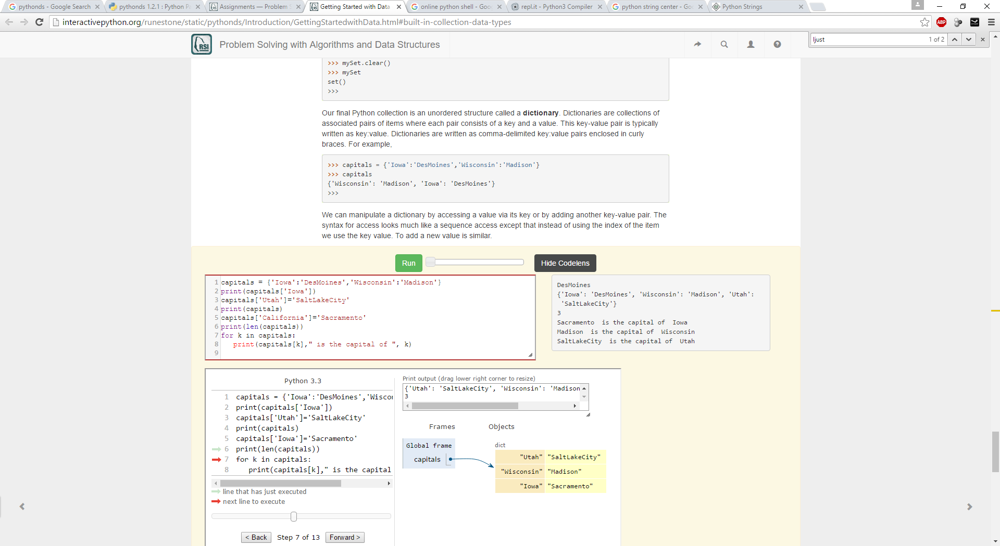 pythonds - Google Search
pythonds 1.2.1 : Python Pa
Assignments — Problem S
Getting Started with Data
online python shell - Goo
repl.it - Python3 Compiler
python string center - Go
Python Strings
interactivepython.org/runestone/static/pythonds/Introduction/GettingStartedwithData.html#built-in-collection-data-types
ABP
STEAM
RSI
Problem Solving with Algorithms and Data Structures
ljust
1 of 2
>>> mySet.clear()
>>> mySet
set()
>>>
Our final Python collection is an unordered structure called a dictionary. Dictionaries are collections of
associated pairs of items where each pair consists of a key and a value. This key-value pair is typically
written as key:value. Dictionaries are written as comma-delimited key:value pairs enclosed in curly
braces. For example,
>>> capitals = {'Iowa':'DesMoines','Wisconsin':'Madison'}
>>> capitals
{'Wisconsin': 'Madison', 'Iowa': 'DesMoines'}
>>>
We can manipulate a dictionary by accessing a value via its key or by adding another key-value pair. The
syntax for access looks much like a sequence access except that instead of using the index of the item
we use the key value. To add a new value is similar.
Run
Hide Codelens
1 capitals = {'Iowa':'DesMoines','Wisconsin':'Madison'}
2 print(capitals['Iowa'])
3 capitals['Utah']='SaltLakeCity'
4 print(capitals)
5 capitals['California']='Sacramento'
6 print(len(capitals))
7 for k in capitals:
8    print(capitals[k]," is the capital of ", k)
9
DesMoines
{'Iowa': 'DesMoines', 'Wisconsin': 'Madison', 'Utah':
'SaltLakeCity'}
3
Sacramento  is the capital of  Iowa
Madison  is the capital of  Wisconsin
SaltLakeCity  is the capital of  Utah
Python 3.3
1 capitals = {'Iowa':'DesMoines','Wiscon
2 print(capitals['Iowa'])
3 capitals['Utah']='SaltLakeCity'
4 print(capitals)
5 capitals['Iowa']='Sacramento'
6 print(len(capitals))
7 for k in capitals:
8    print(capitals[k]," is the capital
line that has just executed
next line to execute
< Back
Step 7 of 13
Forward >
Print output (drag lower right corner to resize)
{'Utah': 'SaltLakeCity', 'Wisconsin': 'Madison
3
Frames
Objects
Global frame
capitals
dict
"Utah" "SaltLakeCity"
"Wisconsin" "Madison"
"Iowa" "Sacramento"